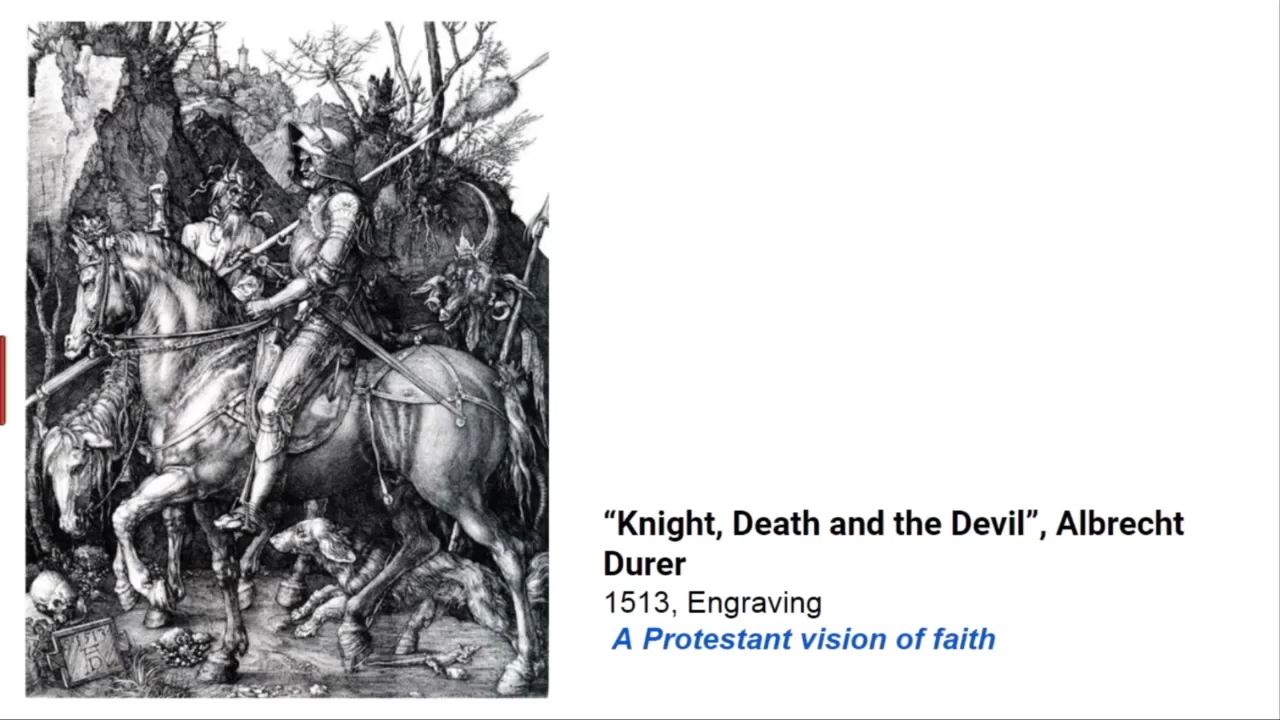 “Knight, Death and the Devil”, Albrecht
Durer
1513, Engraving
A Protestant vision of faith